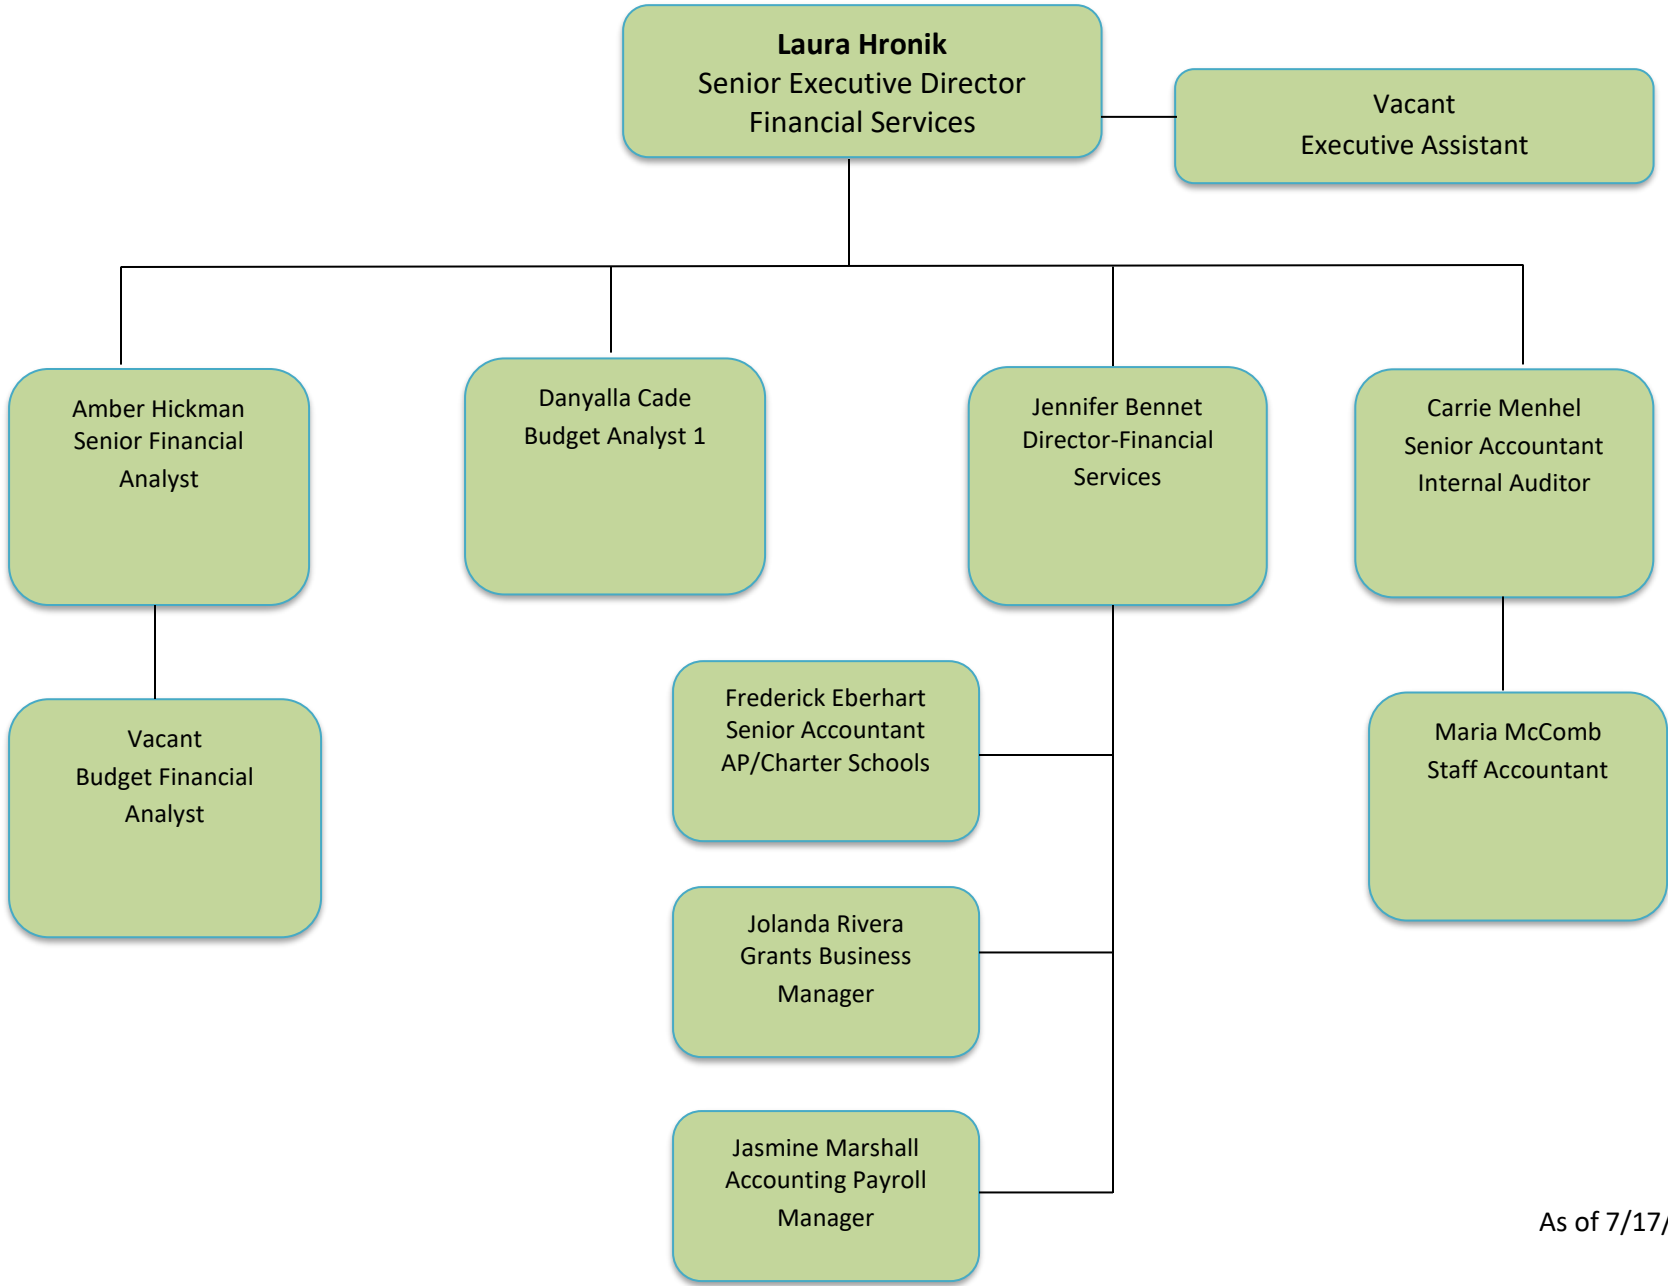 Laura Hronik
Senior Executive Director
Financial Services
Vacant
Executive Assistant
Amber Hickman
Senior Financial
Analyst
Danyalla Cade
Budget Analyst 1
Jennifer Bennet
Director-Financial
Services
Carrie Menhel
Senior Accountant
Internal Auditor
Vacant
Budget Financial
Analyst
Frederick Eberhart
Senior Accountant
AP/Charter Schools
Maria McComb
Staff Accountant
Jolanda Rivera
Grants Business
Manager
Jasmine Marshall
Accounting Payroll
Manager
As of 7/17/